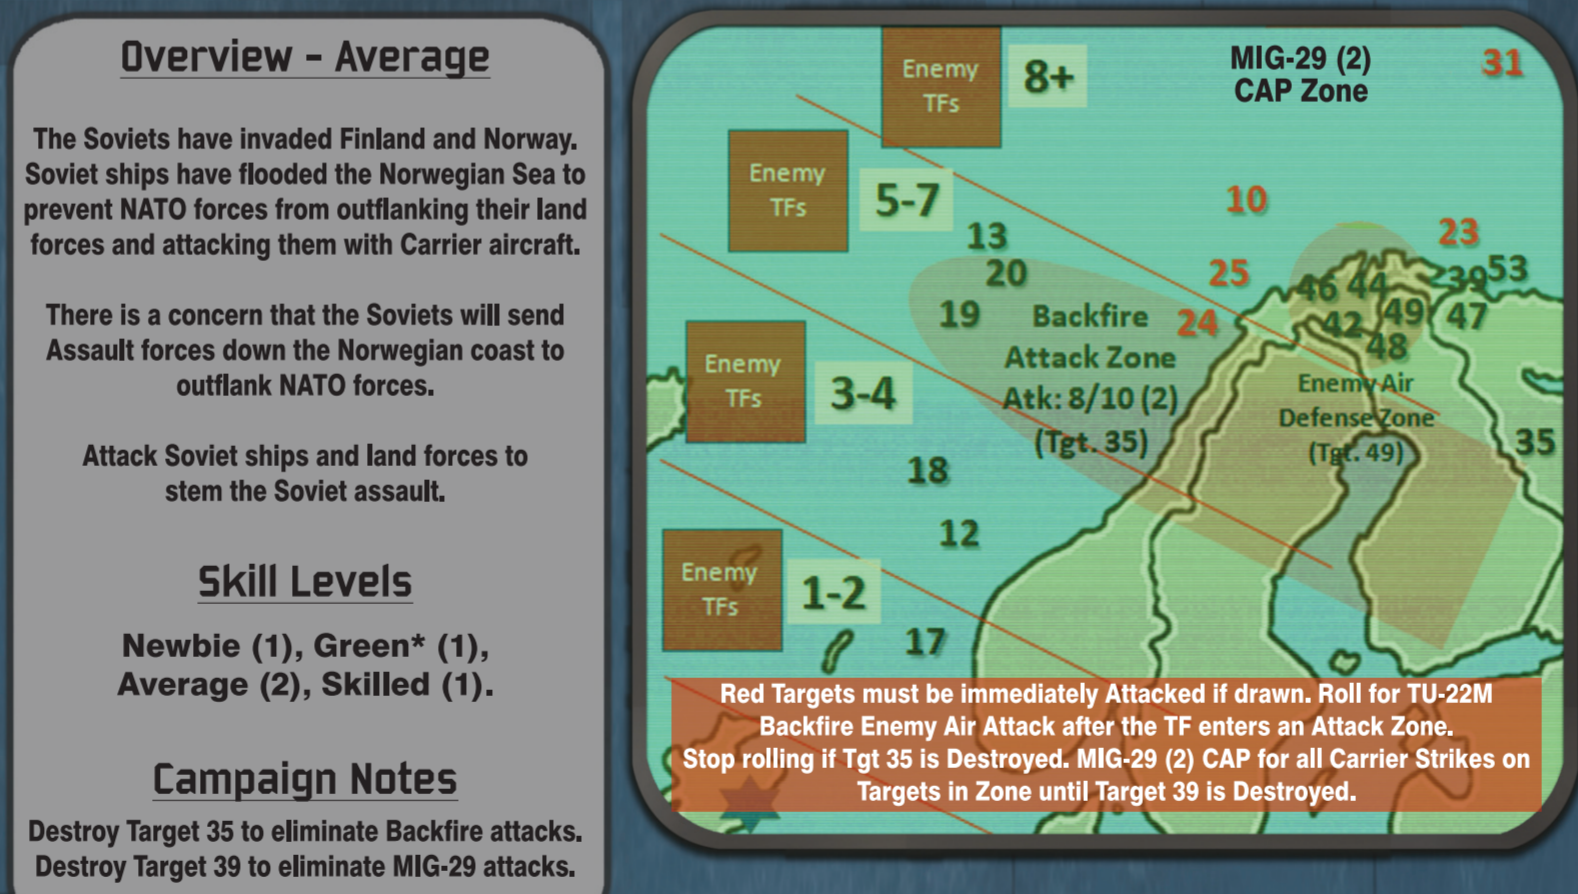 Overview - Average
The Soviets have invaded Finland and Norway.
Soviet ships have flooded the Norwegian Sea to
prevent NATO forces from outflanking their land
forces and attacking them with Carrier aircraft.
There is a concern that the Soviets will send
Assault forces down the Norwegian coast to
outflank NATO forces.
Attack Soviet ships and land forces to
stem the Soviet assault.
Skill Levels
Newbie (1), Green* (1),
Average (2), Skilled (1).
Campaign Notes
Destroy Target 35 to eliminate Backfire attacks.
Destroy Target 39 to eliminate MIG-29 attacks.
Enemy
TFs
8+
MIG-29 (2)
CAP Zone
31
Enemy
TFs
5-7
10
13
23
20
25
46 44 39 53
19
Backfire
Attack Zone
Atk: 8/10 (2)
(Tgt. 35)
24
42 49 47
48
Enemy Air
Defense Zone
(Tgt. 49)
35
Enemy
TFs
3-4
18
12
Enemy
TFs
1-2
17
Red Targets must be immediately Attacked if drawn. Roll for TU-22M
Backfire Enemy Air Attack after the TF enters an Attack Zone.
Stop rolling if Tgt 35 is Destroyed. MIG-29 (2) CAP for all Carrier Strikes on
Targets in Zone until Target 39 is Destroyed.